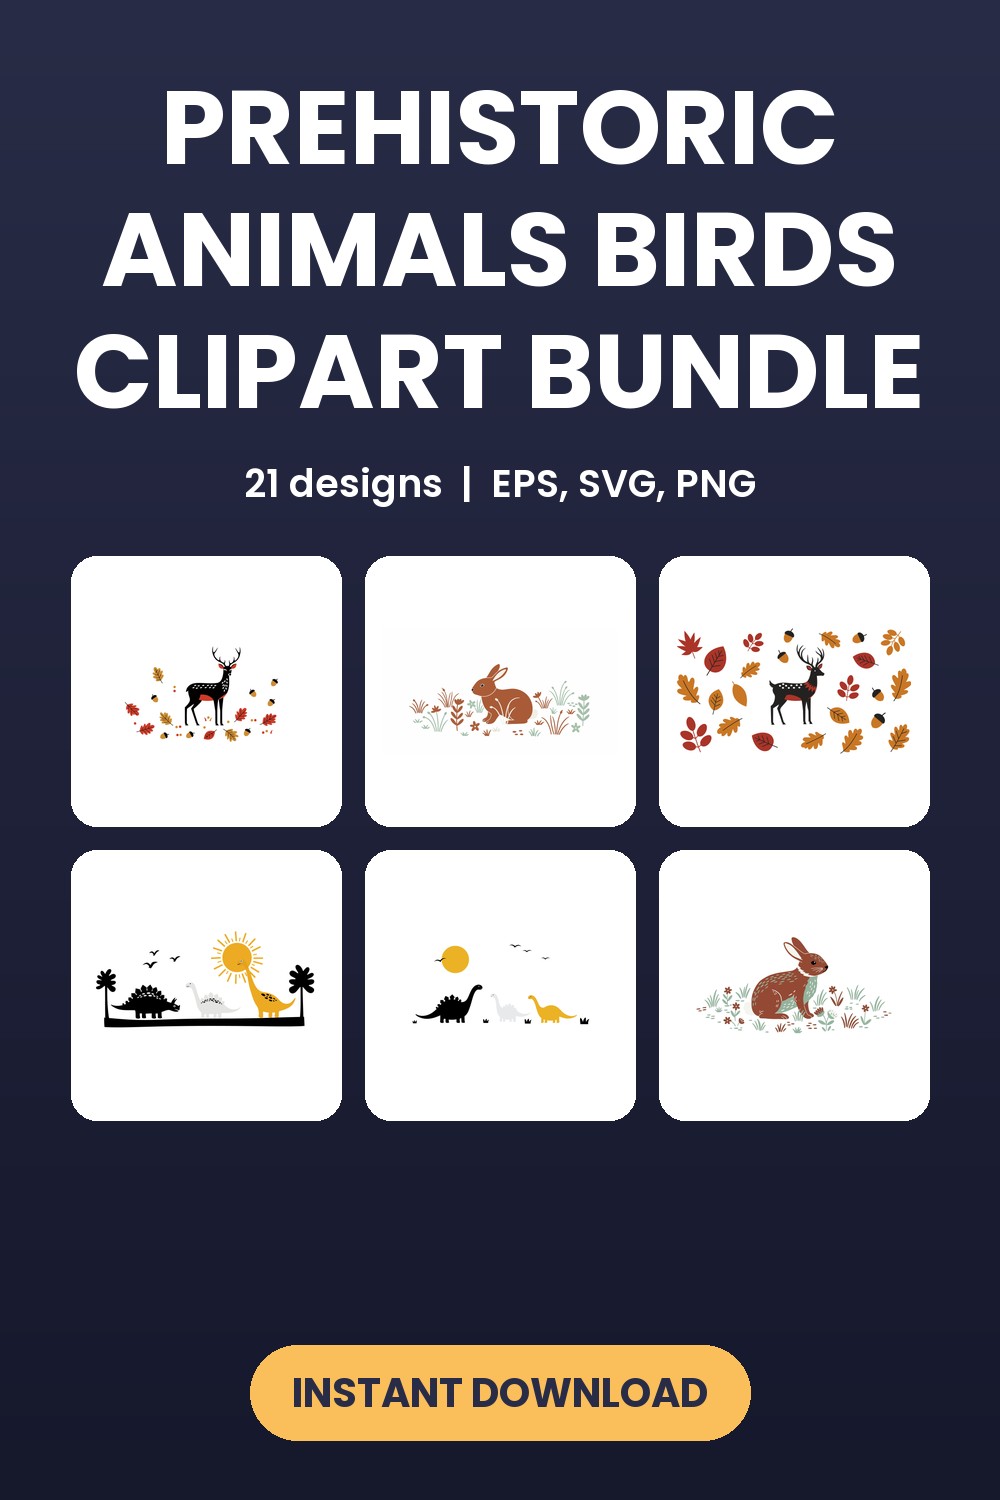 PREHISTORIC
ANIMALS BIRDS
CLIPART BUNDLE
21 designs | EPS, SVG, PNG
INSTANT DOWNLOAD